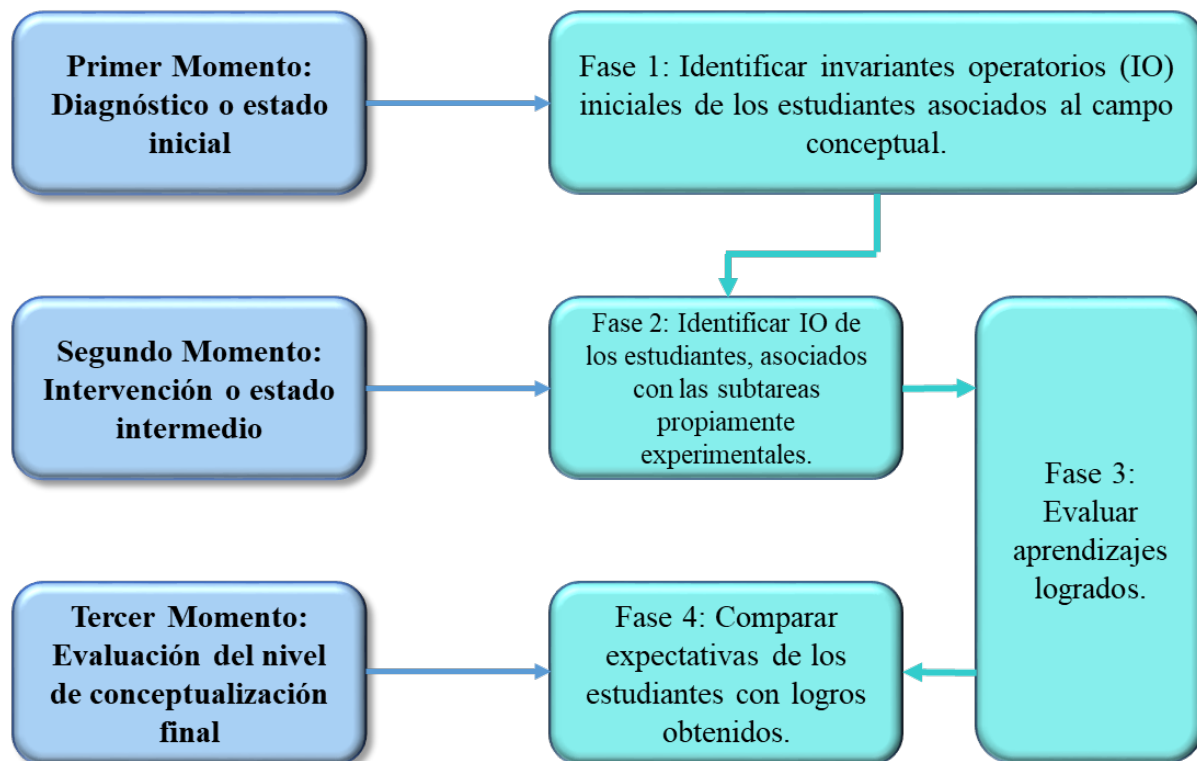 Primer Momento:
Diagnóstico o estado
inicial
Fase 1: Identificar invariantes operatorios (IO)
iniciales de los estudiantes asociados al campo
conceptual.
Segundo Momento:
Intervención o estado
intermedio
Fase 2: Identificar IO de
los estudiantes, asociados
con las subtareas
propiamente
experimentales.
Fase 3:
Evaluar
aprendizajes
logrados.
Tercer Momento:
Evaluación del nivel
de conceptualización
final
Fase 4: Comparar
expectativas de los
estudiantes con logros
obtenidos.